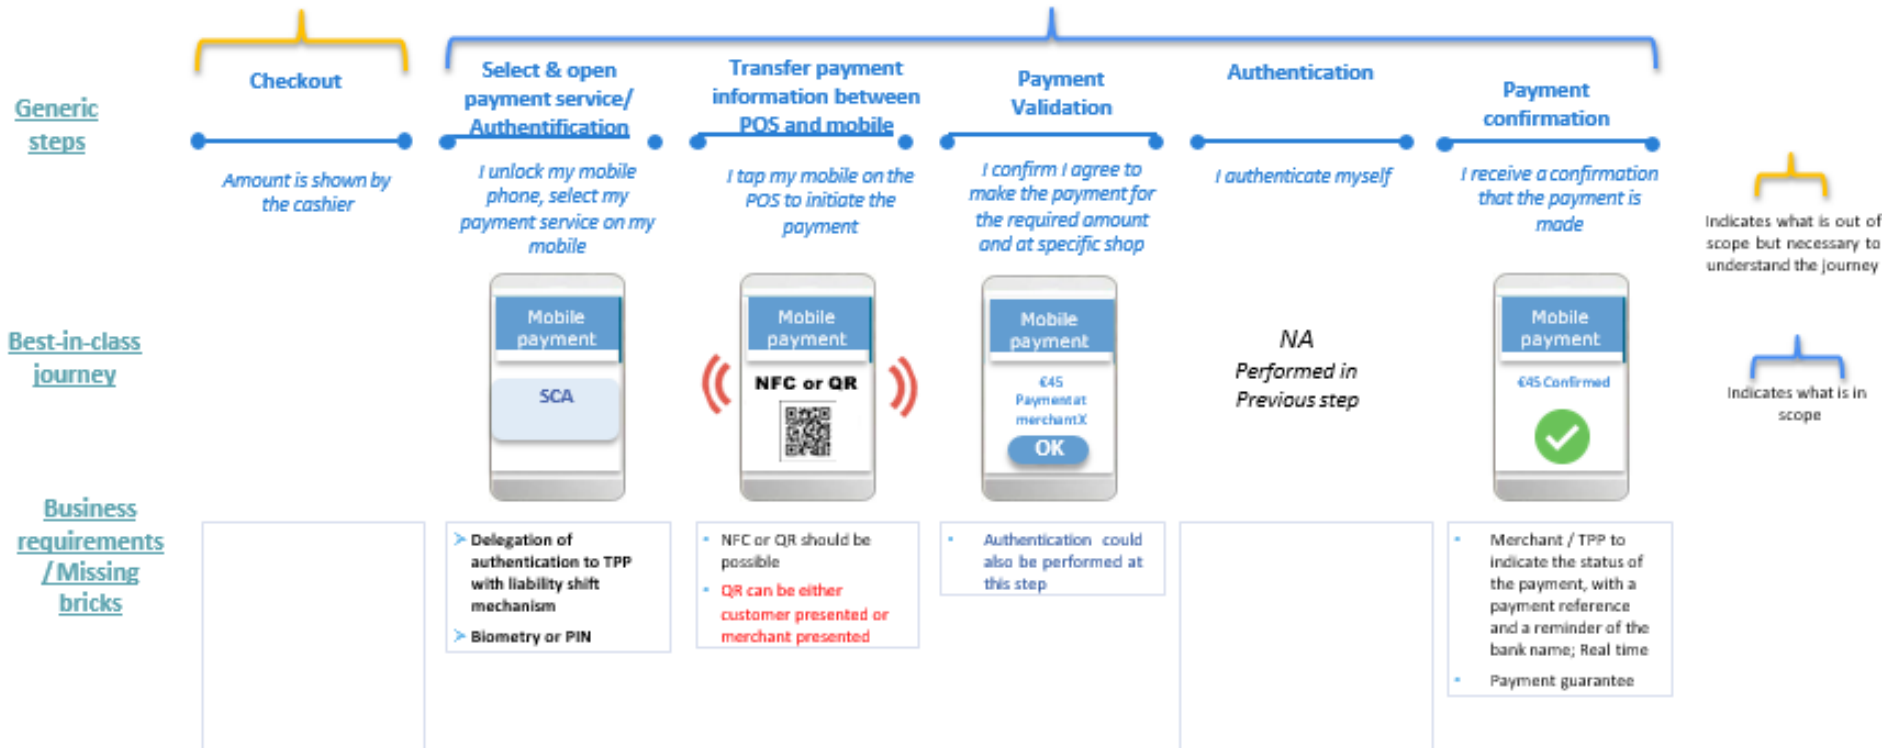 Generic
steps
Checkout
Select & open
payment service/
Authentification
Transfer payment
information between
POS and mobile
Payment
Validation
Authentication
Payment
confirmation
Amount is shown by
the cashier
I unlock my mobile
phone, select my
payment service on my
mobile
I tap my mobile on the
POS to initiate the
payment
I confirm I agree to
make the payment for
the required amount
and at specific shop
I authenticate myself
I receive a confirmation
that the payment is
made
Indicates what is out of
scope but necessary to
understand the journey
Best-in-class
journey
Mobile
payment
SCA
Mobile
payment
NFC or QR
Mobile
payment
€45
Paymentat
merchantX
OK
NA
Performed in
Previous step
Mobile
payment
€45 Confirmed
Indicates what is in
scope
Business
requirements
/ Missing
bricks
➢ Delegation of
authentication to TPP
with liability shift
mechanism
➢ Biometry or PIN
• NFC or QR should be
possible
• QR can be either
customer presented or
merchant presented
• Authentication could
also be performed at
this step
• Merchant / TPP to
indicate the status of
the payment, with a
payment reference
and a reminder of the
bank name; Real time
• Payment guarantee